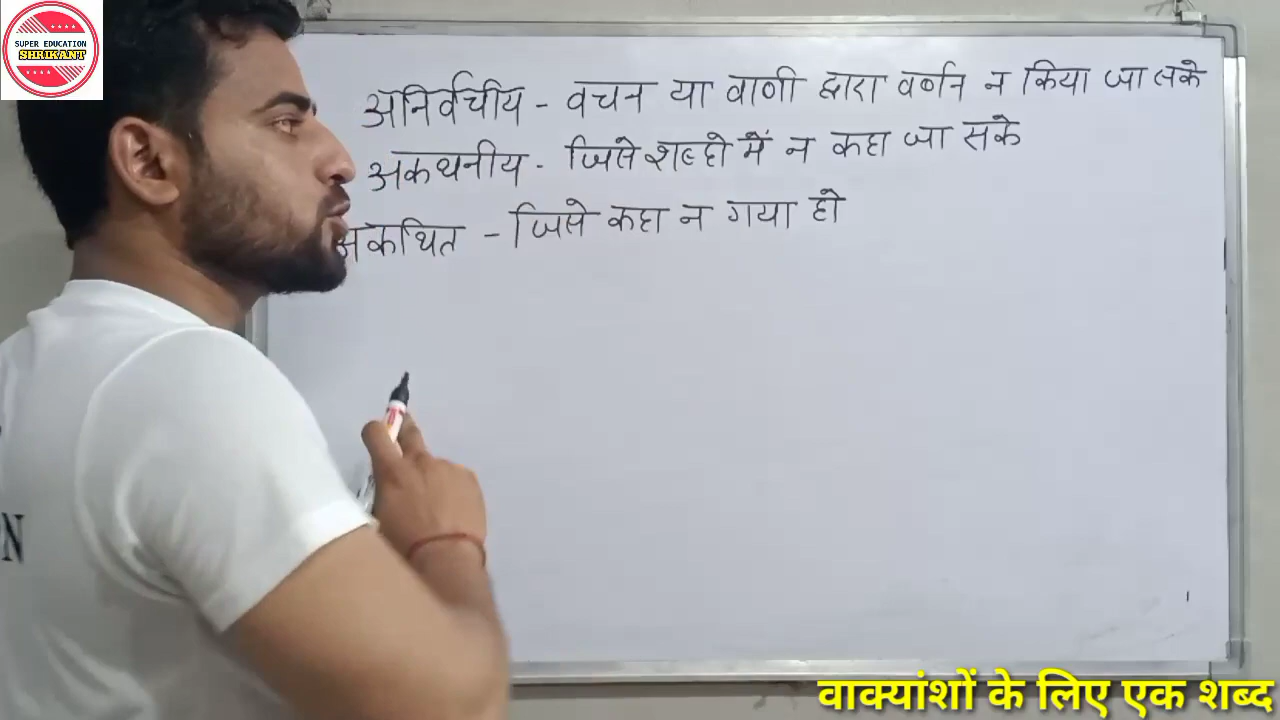 SUPER EDUCATION
SHRIKANT
अनिर्वचीय - वचन या वाणी द्वारा वर्णन न किया जा सके
अकथनीय - जिसे शब्दो में न कहा जा सके
अकथित - जिसे कहा न गया हो
N
वाक्यांशों के लिए एक शब्द